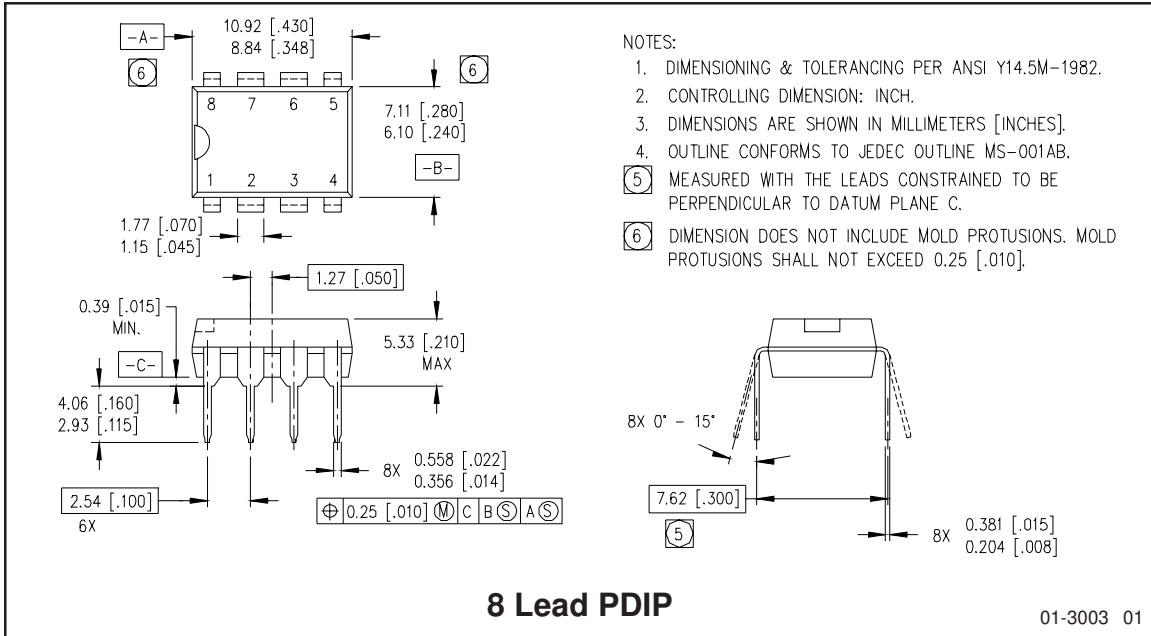 -A-
10.92 [.430]
8.84 [.348]
6
6
8 7 6 5
1 2 3 4
7.11 [.280]
6.10 [.240]
-B-
1.77 [.070]
1.15 [.045]
1.27 [.050]
0.39 [.015]
MIN.
-C-
5.33 [.210]
MAX
4.06 [.160]
2.93 [.115]
2.54 [.100]
6X
8X 0.558 [.022]
0.356 [.014]
⌖ 0.25 [.010] Ⓜ C B Ⓢ A Ⓢ
NOTES:
1. DIMENSIONING & TOLERANCING PER ANSI Y14.5M-1982.
2. CONTROLLING DIMENSION: INCH.
3. DIMENSIONS ARE SHOWN IN MILLIMETERS [INCHES].
4. OUTLINE CONFORMS TO JEDEC OUTLINE MS-001AB.
5 MEASURED WITH THE LEADS CONSTRAINED TO BE
PERPENDICULAR TO DATUM PLANE C.
6 DIMENSION DOES NOT INCLUDE MOLD PROTUSIONS. MOLD
PROTUSIONS SHALL NOT EXCEED 0.25 [.010].
8X 0° - 15°
7.62 [.300]
5
8X 0.381 [.015]
0.204 [.008]
8 Lead PDIP
01-3003 01